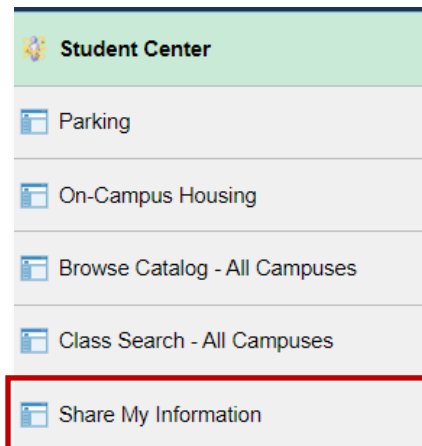 Student Center
Parking
On-Campus Housing
Browse Catalog - All Campuses
Class Search - All Campuses
Share My Information